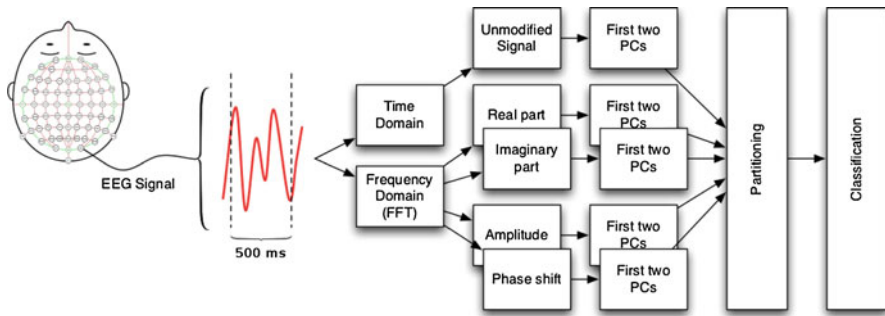 EEG Signal
500 ms
Time
Domain
Frequency
Domain
(FFT)
Unmodified
Signal
First two
PCs
Real part
First two
PCs
Imaginary
part
First two
PCs
Amplitude
First two
PCs
Phase shift
First two
PCs
Partitioning
Classification